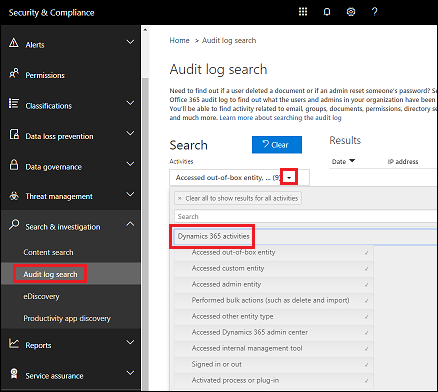 Security & Compliance
?
Alerts
Permissions
Classifications
Data loss prevention
Data governance
Threat management
Search & investigation
Content search
Audit log search
eDiscovery
Productivity app discovery
Reports
Service assurance
Home > Audit log search
Audit log search
Need to find out if a user deleted a document or if an admin reset someone's password? Se
Office 365 audit log to find out what the users and admins in your organization have been
You'll be able to find activity related to email, groups, documents, permissions, directory se
and much more. Learn more about searching the audit log
Search
Clear
Results
Activities
Date
IP address
Accessed out-of-box entity, ... (9)
× Clear all to show results for all activities
Search
Dynamics 365 activities
Accessed out-of-box entity
Accessed custom entity
Accessed admin entity
Performed bulk actions (such as delete and import)
Accessed other entity type
Accessed Dynamics 365 admin center
Accessed internal management tool
Signed in or out
Activated process or plug-in